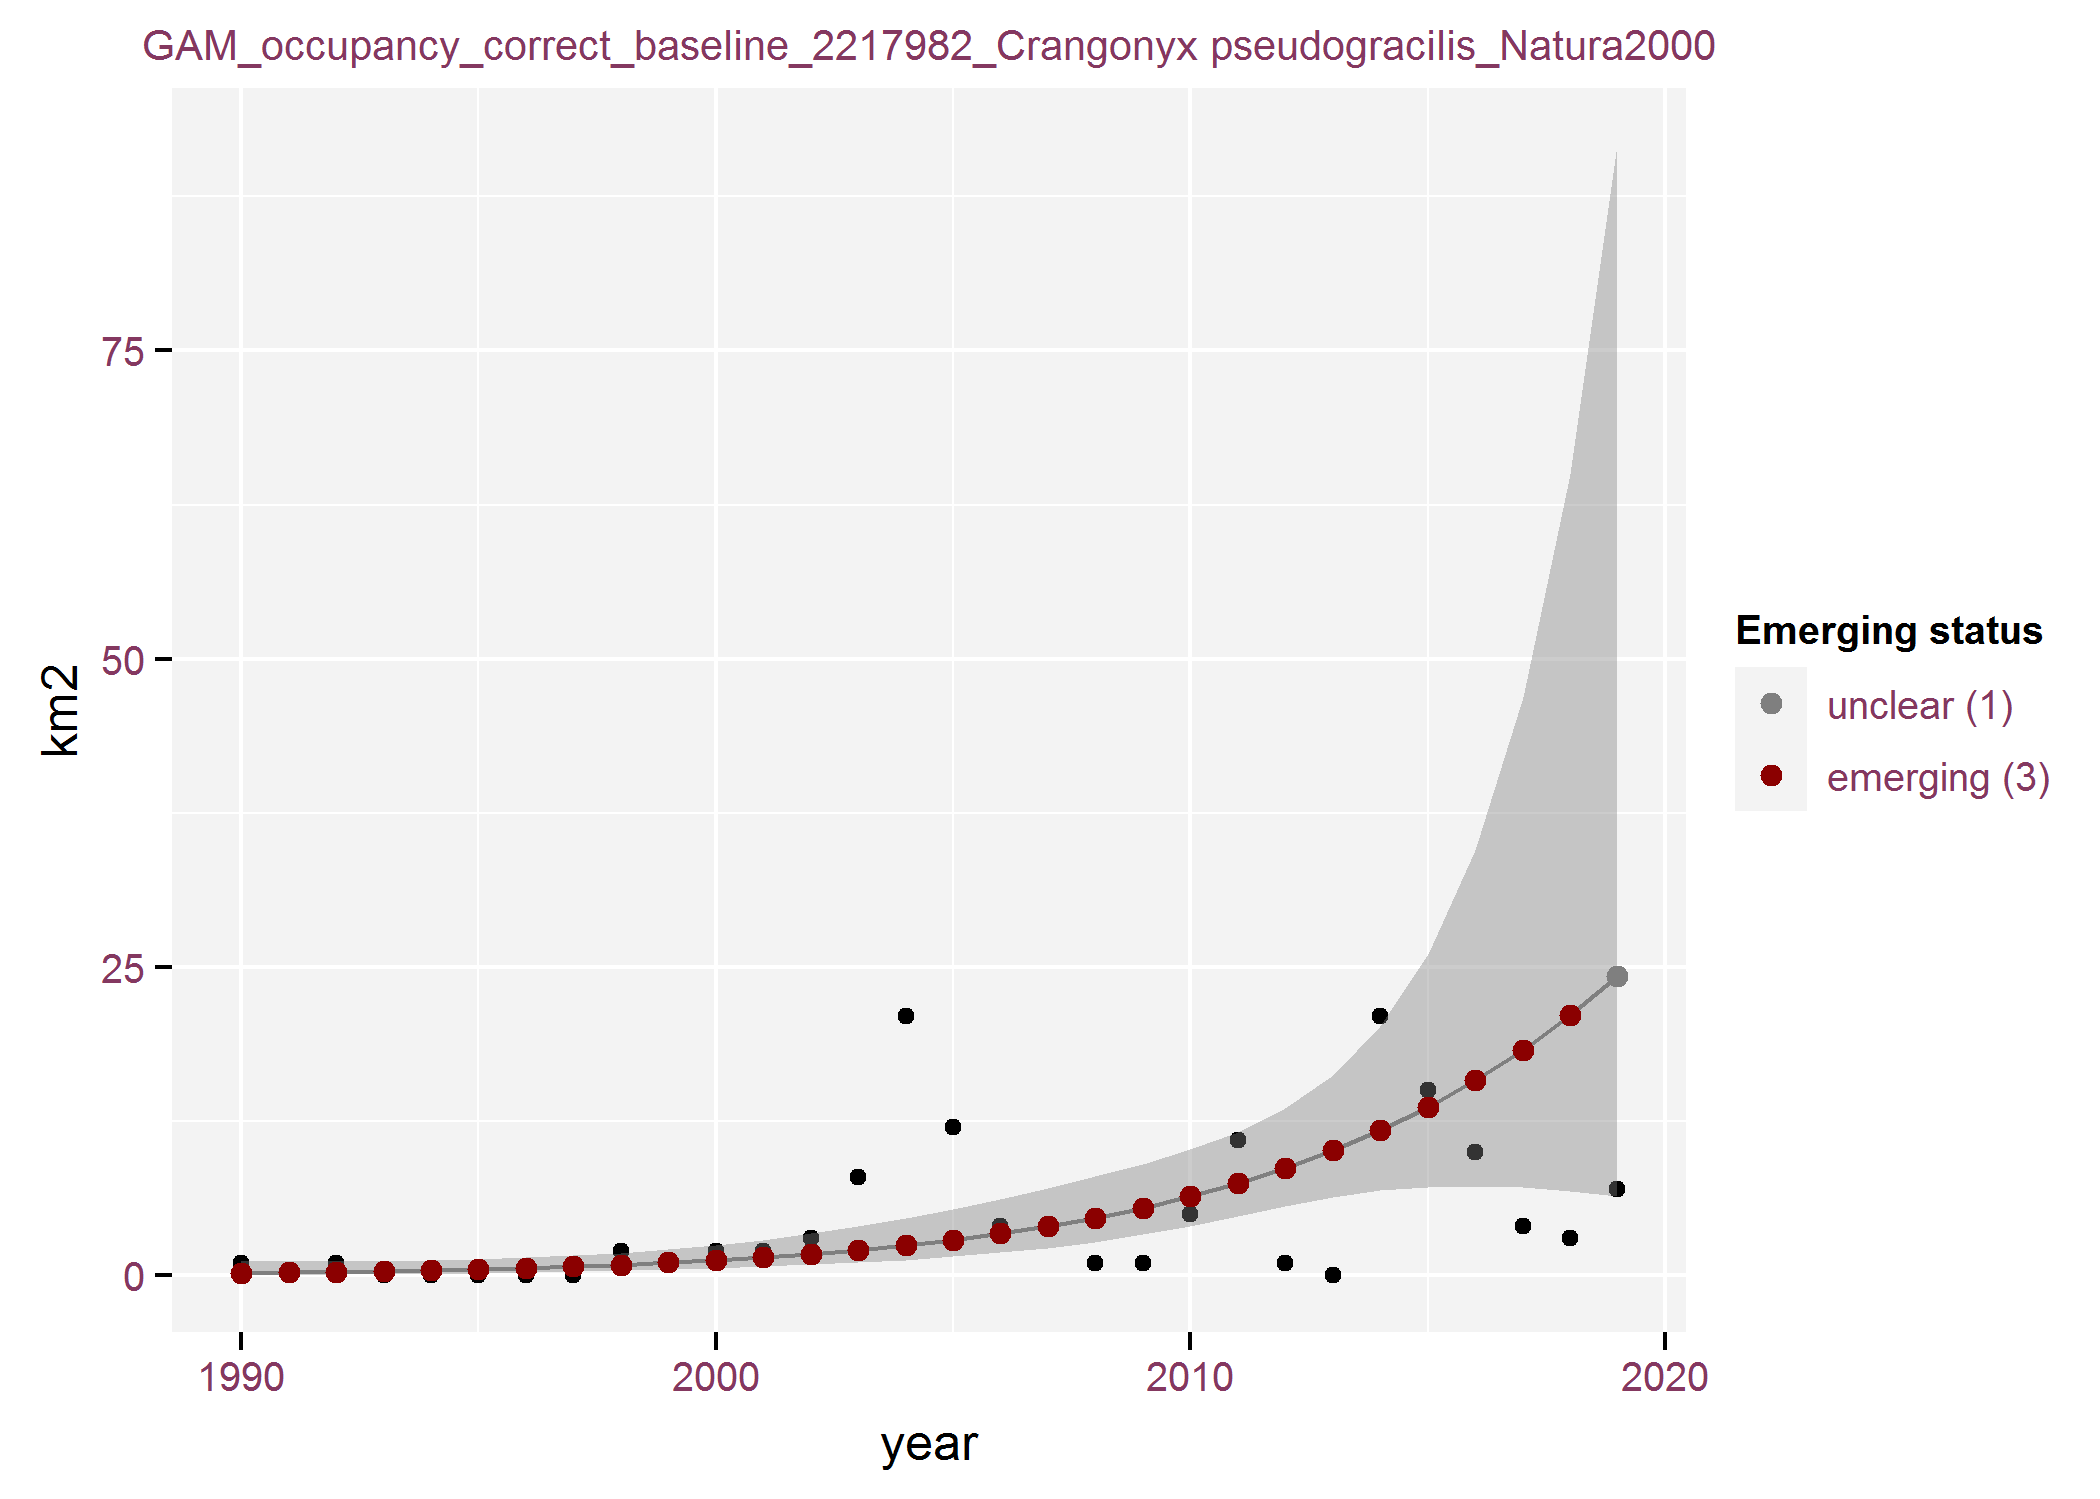 GAM_occupancy_correct_baseline_2217982_Crangonyx pseudogracilis_Natura2000
75
50
25
0
km2
1990
2000
2010
2020
year
Emerging status
unclear (1)
emerging (3)